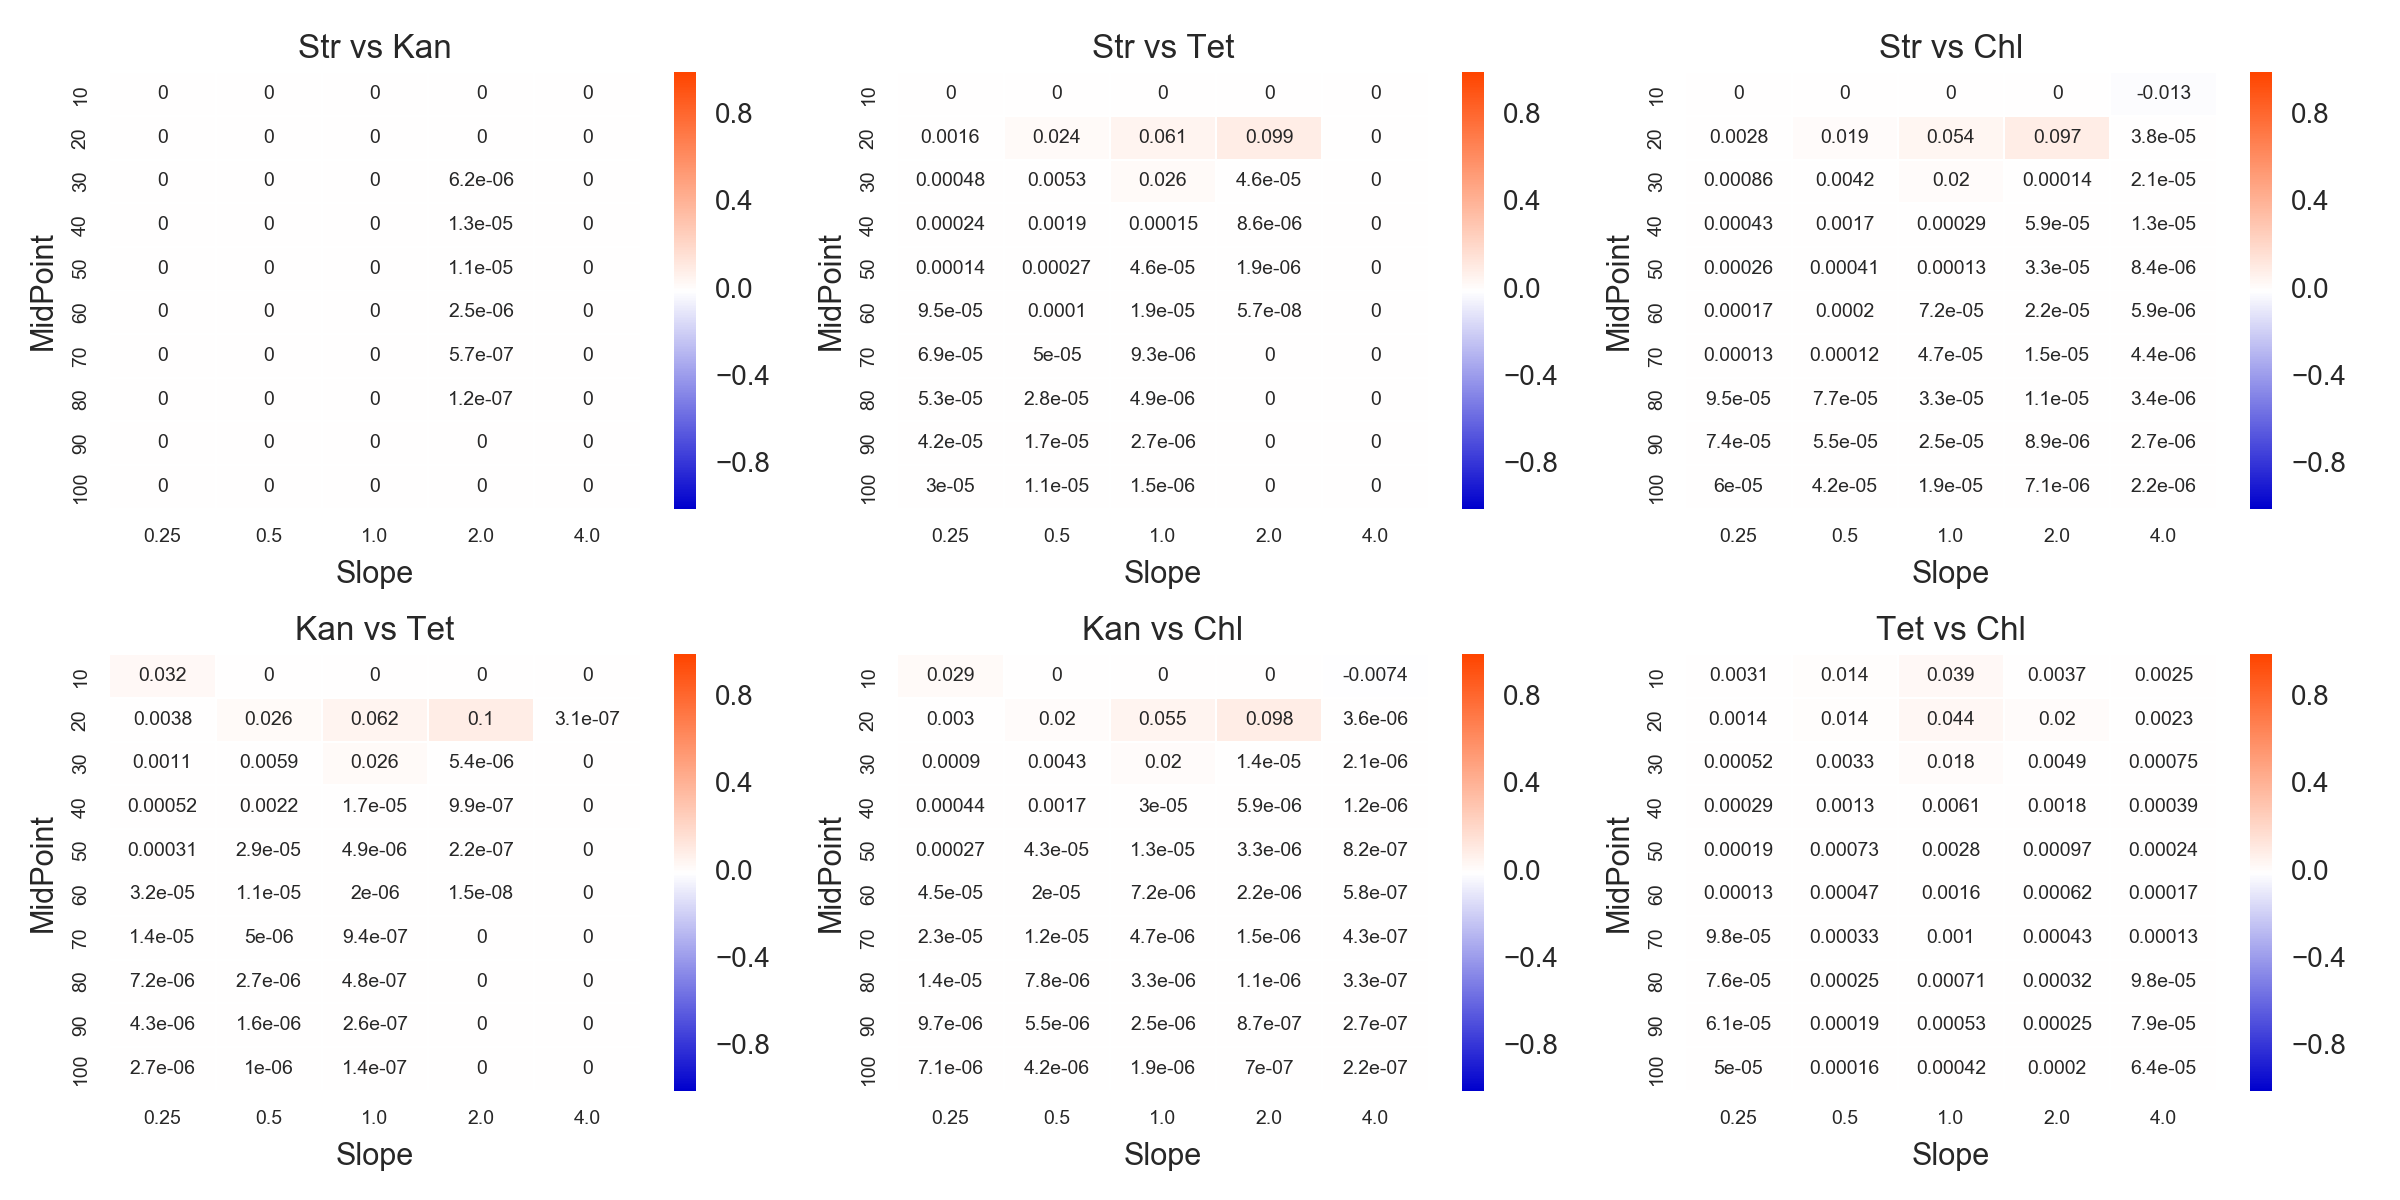 Str vs Kan
Str vs Tet
Str vs Chl
MidPoint
10 0 0 0 0 0
20 0 0 0 0 0
30 0 0 0 6.2e-06 0
40 0 0 0 1.3e-05 0
50 0 0 0 1.1e-05 0
60 0 0 0 2.5e-06 0
70 0 0 0 5.7e-07 0
80 0 0 0 1.2e-07 0
90 0 0 0 0 0
100 0 0 0 0 0
0.25 0.5 1.0 2.0 4.0
Slope
0.8
0.4
0.0
−0.4
−0.8
MidPoint
10 0 0 0 0 0
20 0.0016 0.024 0.061 0.099 0
30 0.00048 0.0053 0.026 4.6e-05 0
40 0.00024 0.0019 0.00015 8.6e-06 0
50 0.00014 0.00027 4.6e-05 1.9e-06 0
60 9.5e-05 0.0001 1.9e-05 5.7e-08 0
70 6.9e-05 5e-05 9.3e-06 0 0
80 5.3e-05 2.8e-05 4.9e-06 0 0
90 4.2e-05 1.7e-05 2.7e-06 0 0
100 3e-05 1.1e-05 1.5e-06 0 0
0.25 0.5 1.0 2.0 4.0
Slope
0.8
0.4
0.0
−0.4
−0.8
MidPoint
10 0 0 0 0 -0.013
20 0.0028 0.019 0.054 0.097 3.8e-05
30 0.00086 0.0042 0.02 0.00014 2.1e-05
40 0.00043 0.0017 0.00029 5.9e-05 1.3e-05
50 0.00026 0.00041 0.00013 3.3e-05 8.4e-06
60 0.00017 0.0002 7.2e-05 2.2e-05 5.9e-06
70 0.00013 0.00012 4.7e-05 1.5e-05 4.4e-06
80 9.5e-05 7.7e-05 3.3e-05 1.1e-05 3.4e-06
90 7.4e-05 5.5e-05 2.5e-05 8.9e-06 2.7e-06
100 6e-05 4.2e-05 1.9e-05 7.1e-06 2.2e-06
0.25 0.5 1.0 2.0 4.0
Slope
0.8
0.4
0.0
−0.4
−0.8
Kan vs Tet
Kan vs Chl
Tet vs Chl
MidPoint
10 0.032 0 0 0 0
20 0.0038 0.026 0.062 0.1 3.1e-07
30 0.0011 0.0059 0.026 5.4e-06 0
40 0.00052 0.0022 1.7e-05 9.9e-07 0
50 0.00031 2.9e-05 4.9e-06 2.2e-07 0
60 3.2e-05 1.1e-05 2e-06 1.5e-08 0
70 1.4e-05 5e-06 9.4e-07 0 0
80 7.2e-06 2.7e-06 4.8e-07 0 0
90 4.3e-06 1.6e-06 2.6e-07 0 0
100 2.7e-06 1e-06 1.4e-07 0 0
0.25 0.5 1.0 2.0 4.0
Slope
0.8
0.4
0.0
−0.4
−0.8
MidPoint
10 0.029 0 0 0 -0.0074
20 0.003 0.02 0.055 0.098 3.6e-06
30 0.0009 0.0043 0.02 1.4e-05 2.1e-06
40 0.00044 0.0017 3e-05 5.9e-06 1.2e-06
50 0.00027 4.3e-05 1.3e-05 3.3e-06 8.2e-07
60 4.5e-05 2e-05 7.2e-06 2.2e-06 5.8e-07
70 2.3e-05 1.2e-05 4.7e-06 1.5e-06 4.3e-07
80 1.4e-05 7.8e-06 3.3e-06 1.1e-06 3.3e-07
90 9.7e-06 5.5e-06 2.5e-06 8.7e-07 2.7e-07
100 7.1e-06 4.2e-06 1.9e-06 7e-07 2.2e-07
0.25 0.5 1.0 2.0 4.0
Slope
0.8
0.4
0.0
−0.4
−0.8
MidPoint
10 0.0031 0.014 0.039 0.0037 0.0025
20 0.0014 0.014 0.044 0.02 0.0023
30 0.00052 0.0033 0.018 0.0049 0.00075
40 0.00029 0.0013 0.0061 0.0018 0.00039
50 0.00019 0.00073 0.0028 0.00097 0.00024
60 0.00013 0.00047 0.0016 0.00062 0.00017
70 9.8e-05 0.00033 0.001 0.00043 0.00013
80 7.6e-05 0.00025 0.00071 0.00032 9.8e-05
90 6.1e-05 0.00019 0.00053 0.00025 7.9e-05
100 5e-05 0.00016 0.00042 0.0002 6.4e-05
0.25 0.5 1.0 2.0 4.0
Slope
0.8
0.4
0.0
−0.4
−0.8